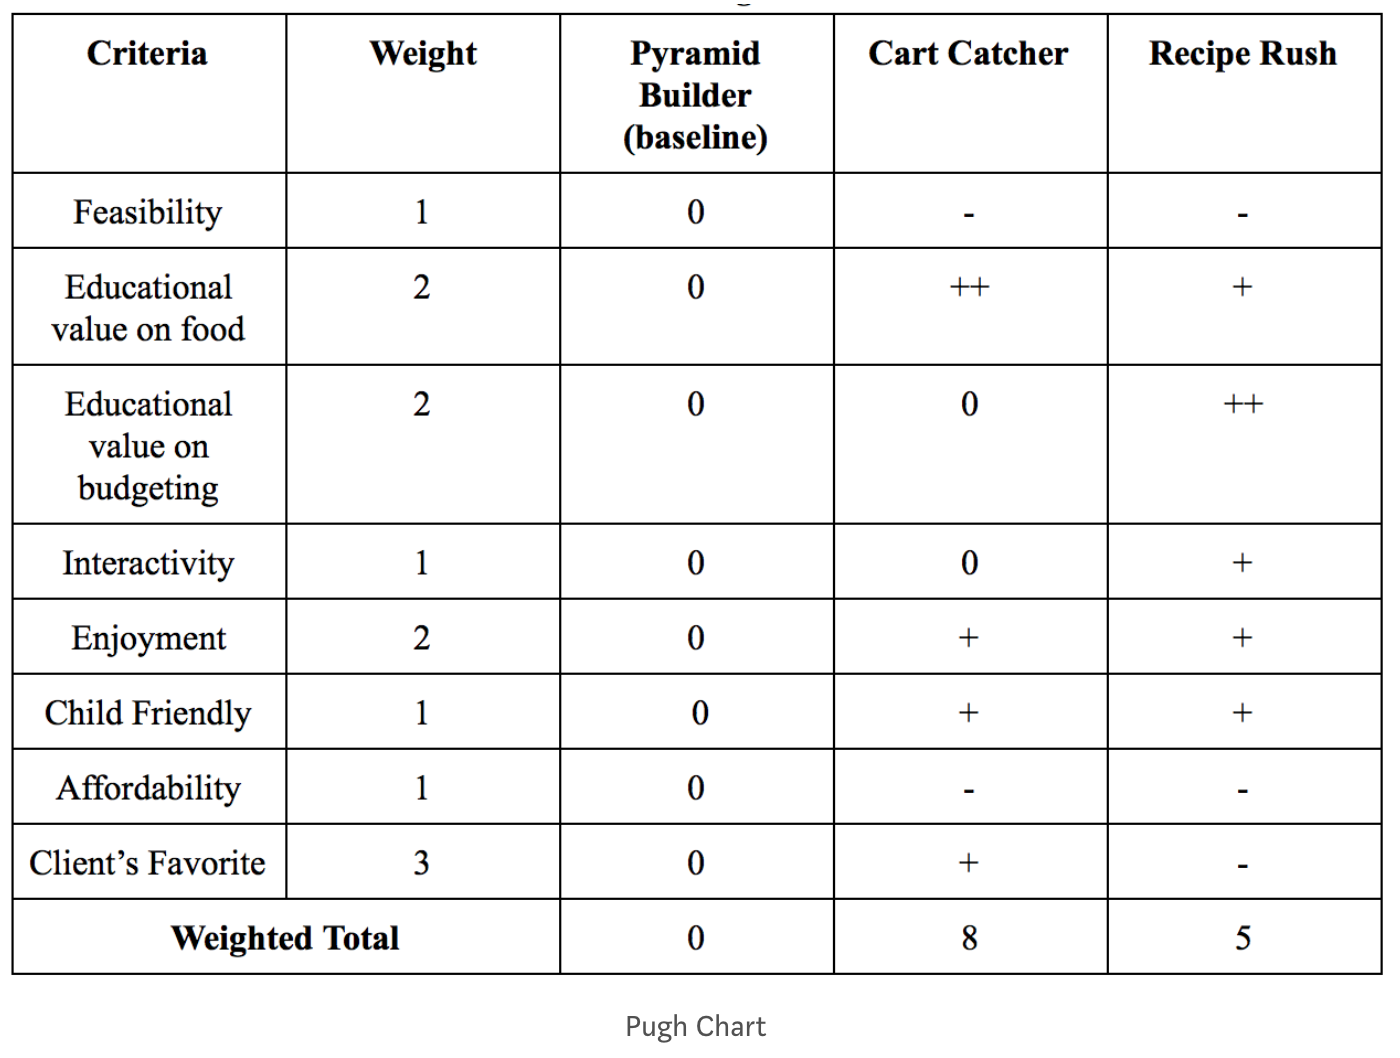 Criteria Weight Pyramid Builder (baseline) Cart Catcher Recipe Rush
Feasibility 1 0 - -
Educational value on food 2 0 ++ +
Educational value on budgeting 2 0 0 ++
Interactivity 1 0 0 +
Enjoyment 2 0 + +
Child Friendly 1 0 + +
Affordability 1 0 - -
Client’s Favorite 3 0 + -
Weighted Total 0 8 5
Pugh Chart